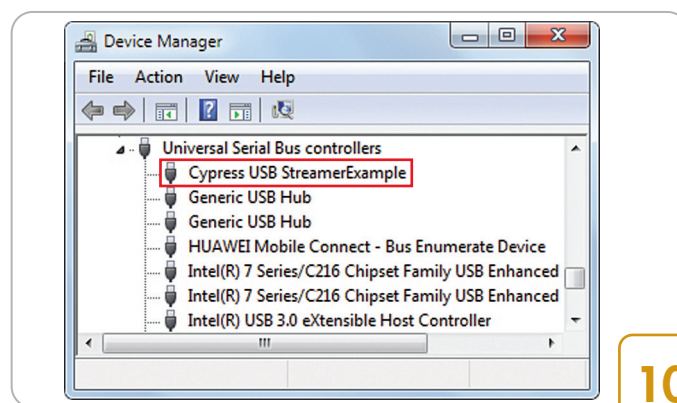 Device Manager
File Action View Help
Universal Serial Bus controllers
Cypress USB StreamerExample
Generic USB Hub
Generic USB Hub
HUAWEI Mobile Connect - Bus Enumerate Device
Intel(R) 7 Series/C216 Chipset Family USB Enhanced
Intel(R) 7 Series/C216 Chipset Family USB Enhanced
Intel(R) USB 3.0 eXtensible Host Controller
10